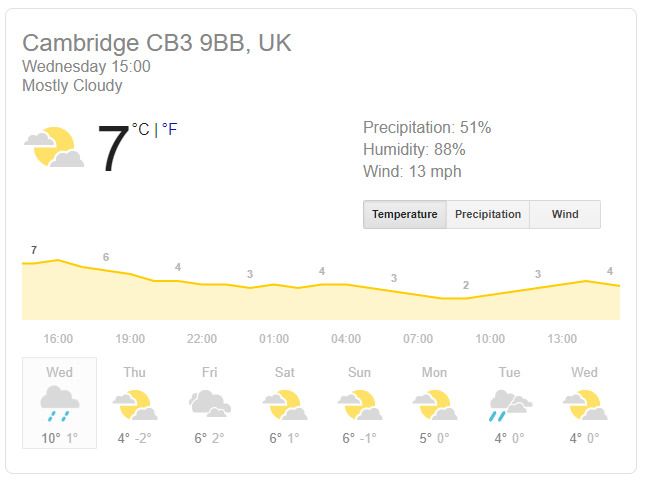 Cambridge CB3 9BB, UK
Wednesday 15:00
Mostly Cloudy
7 °C | °F
Precipitation: 51%
Humidity: 88%
Wind: 13 mph
Temperature Precipitation Wind
7 6 4 3 4 3 2 3 4
16:00 19:00 22:00 01:00 04:00 07:00 10:00 13:00
Wed Thu Fri Sat Sun Mon Tue Wed
10° 1° 4° -2° 6° 2° 6° 1° 6° -1° 5° 0° 4° 0° 4° 0°